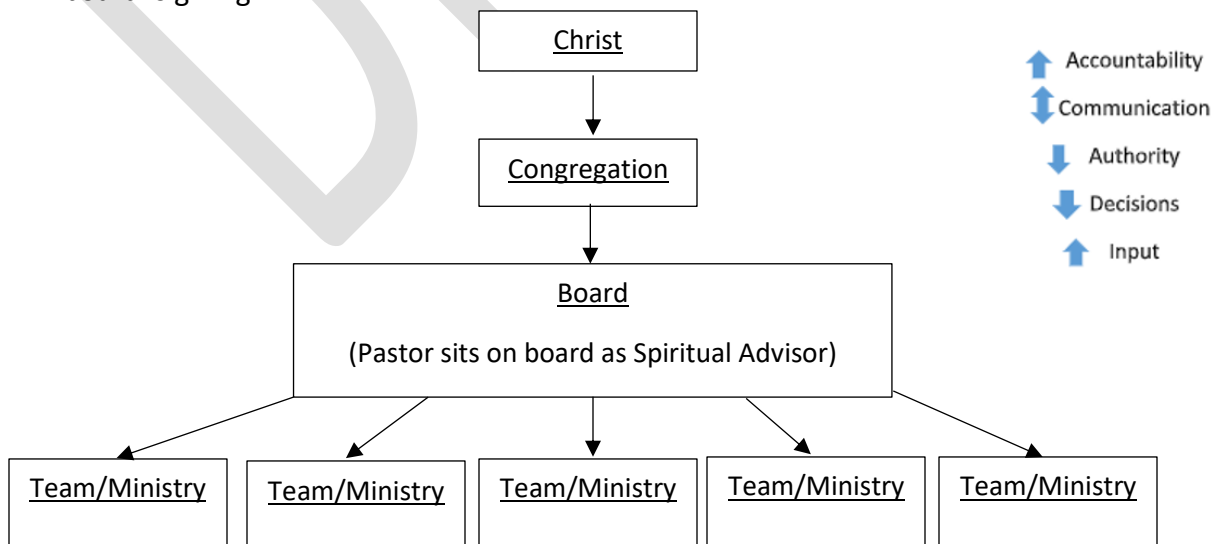 Christ
Accountability
Communication
Congregation
Authority
Decisions
Input
Board
(Pastor sits on board as Spiritual Advisor)
Team/Ministry
Team/Ministry
Team/Ministry
Team/Ministry
Team/Ministry